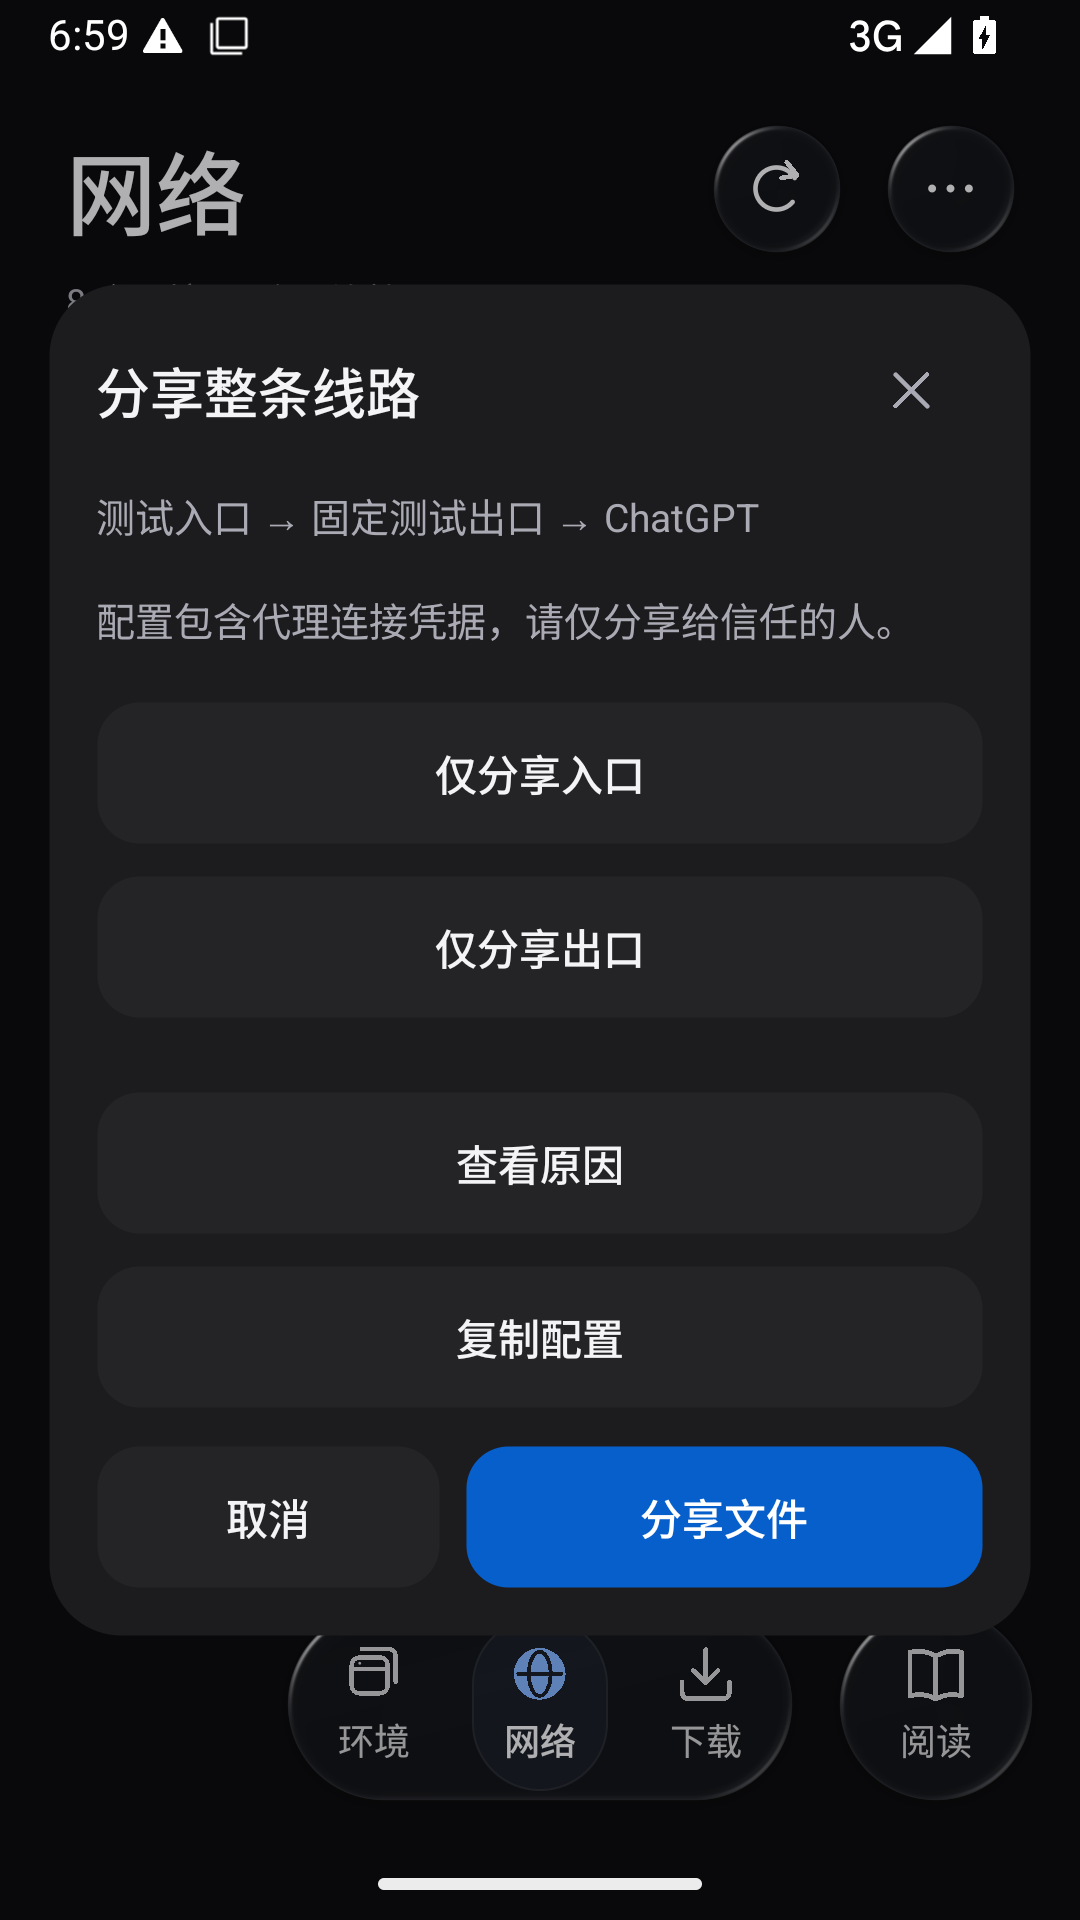 6:59
3G
网络
分享整条线路
测试入口 → 固定测试出口 → ChatGPT
配置包含代理连接凭据，请仅分享给信任的人。
仅分享入口
仅分享出口
查看原因
复制配置
取消
分享文件
环境
网络
下载
阅读